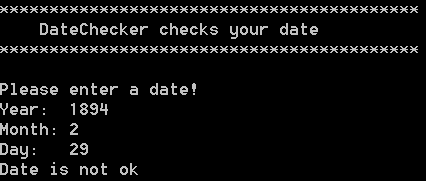 ******************************************
    DateChecker checks your date
******************************************
Please enter a date!
Year:  1894
Month: 2
Day:   29
Date is not ok